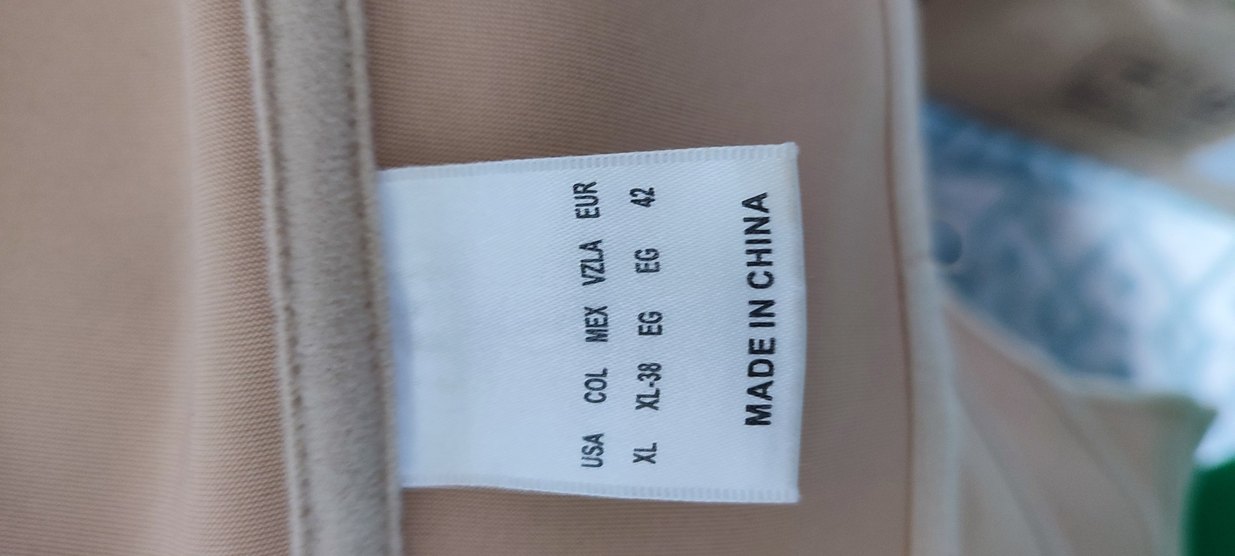 USA COL MEX VZLA EUR
XL XL-38 EG EG 42
MADE IN CHINA